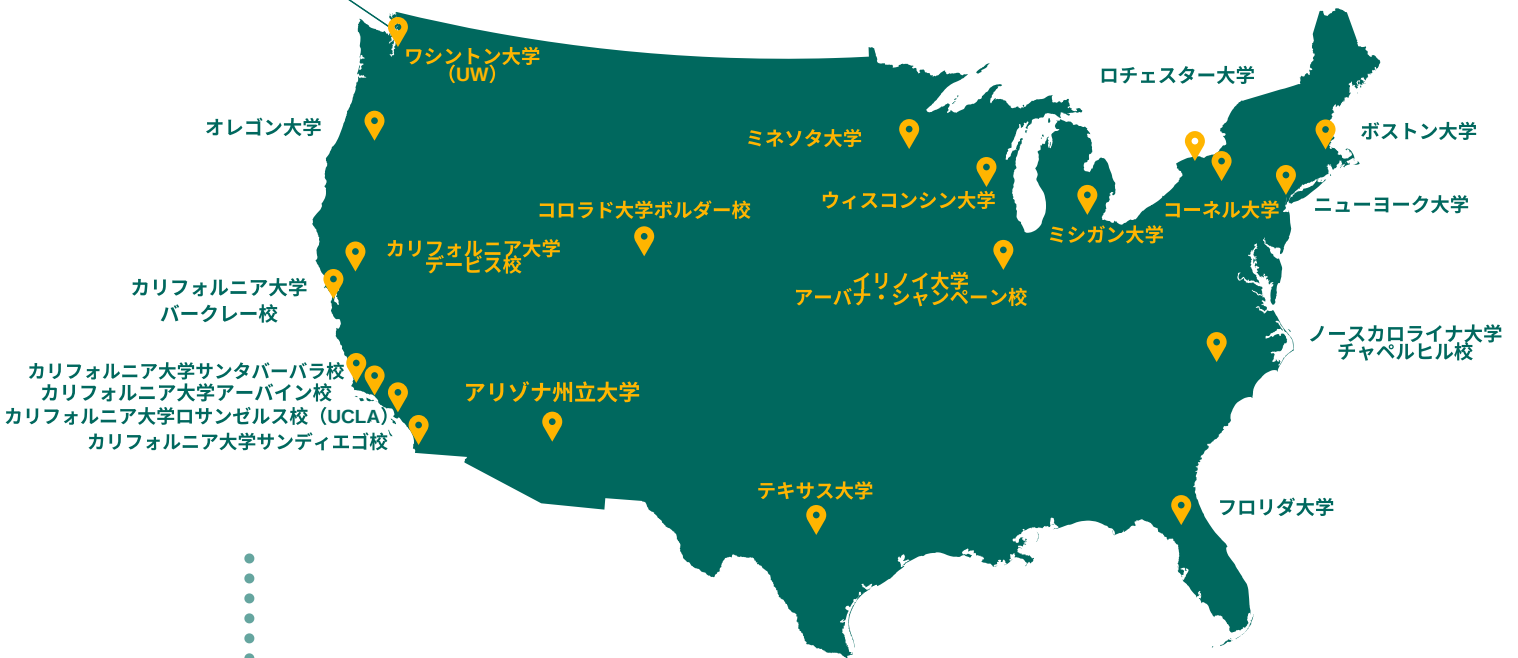 ワシントン大学
（UW）
ロチェスター大学
オレゴン大学
ミネソタ大学
ボストン大学
ウィスコンシン大学
コロラド大学ボルダー校
コーネル大学
ニューヨーク大学
ミシガン大学
カリフォルニア大学
デービス校
カリフォルニア大学
バークレー校
イリノイ大学
アーバナ・シャンペーン校
ノースカロライナ大学
チャペルヒル校
カリフォルニア大学サンタバーバラ校
カリフォルニア大学アーバイン校
カリフォルニア大学ロサンゼルス校（UCLA）
カリフォルニア大学サンディエゴ校
アリゾナ州立大学
テキサス大学
フロリダ大学